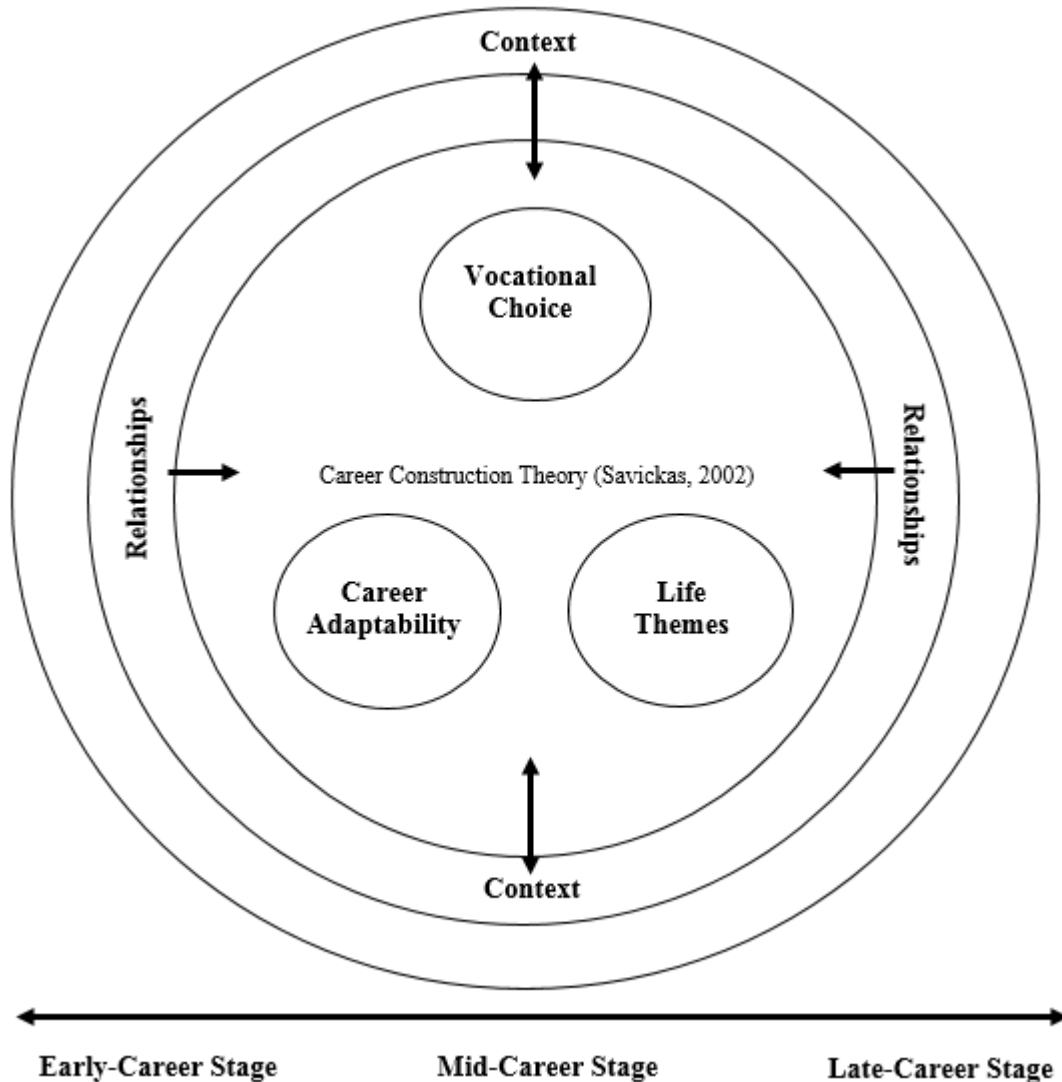 Context
Vocational
Choice
Relationships
Relationships
Career Construction Theory (Savickas, 2002)
Career
Adaptability
Life
Themes
Context
Early-Career Stage
Mid-Career Stage
Late-Career Stage